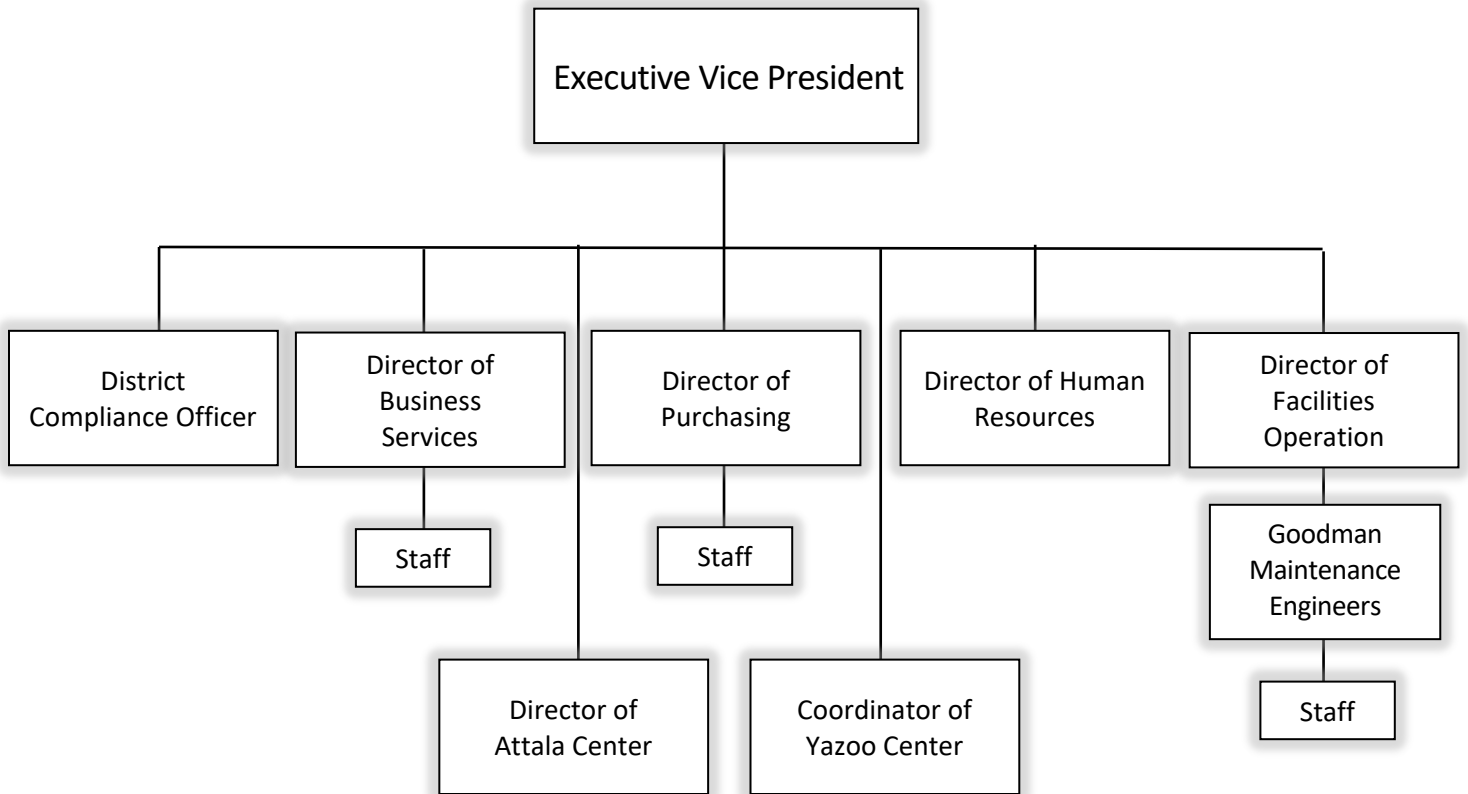 Executive Vice President
District
Compliance Officer
Director of
Business
Services
Director of
Purchasing
Director of Human
Resources
Director of
Facilities
Operation
Staff
Staff
Goodman
Maintenance
Engineers
Director of
Attala Center
Coordinator of
Yazoo Center
Staff